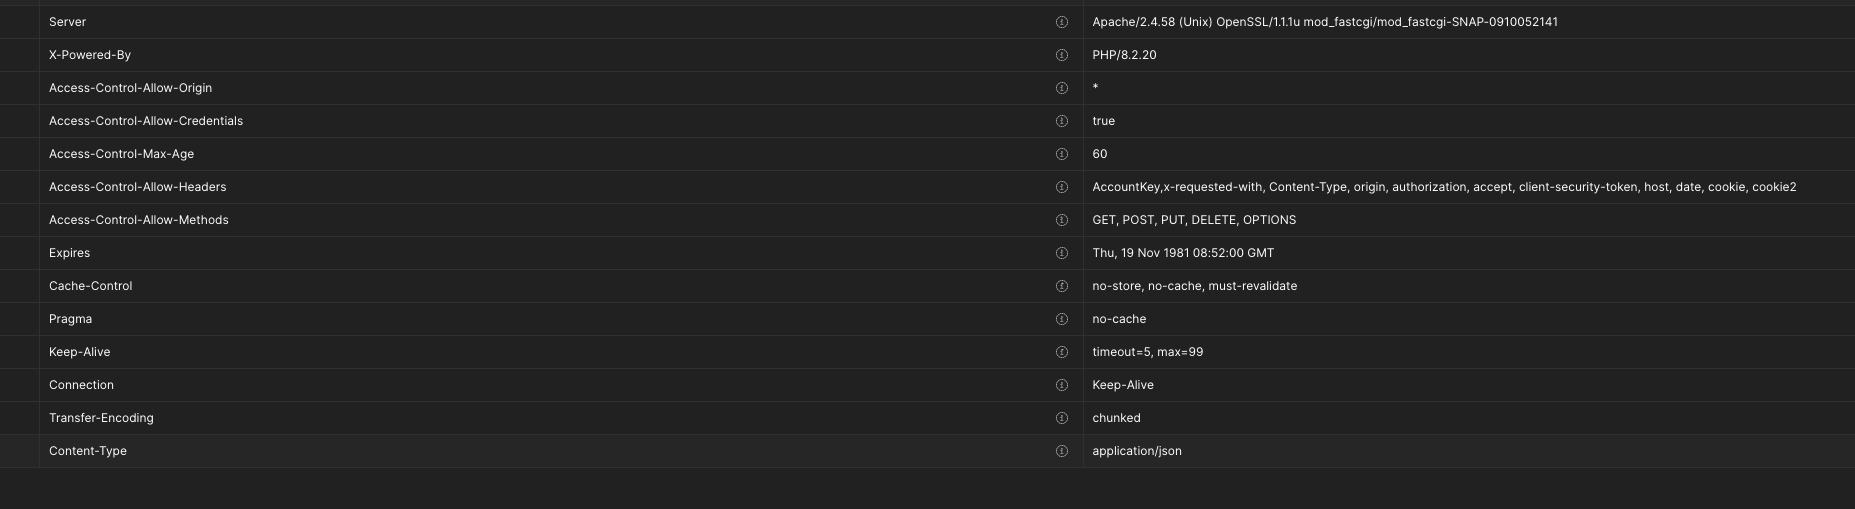 Server Apache/2.4.58 (Unix) OpenSSL/1.1.1u mod_fastcgi/mod_fastcgi-SNAP-0910052141
X-Powered-By PHP/8.2.20
Access-Control-Allow-Origin *
Access-Control-Allow-Credentials true
Access-Control-Max-Age 60
Access-Control-Allow-Headers AccountKey,x-requested-with, Content-Type, origin, authorization, accept, client-security-token, host, date, cookie, cookie2
Access-Control-Allow-Methods GET, POST, PUT, DELETE, OPTIONS
Expires Thu, 19 Nov 1981 08:52:00 GMT
Cache-Control no-store, no-cache, must-revalidate
Pragma no-cache
Keep-Alive timeout=5, max=99
Connection Keep-Alive
Transfer-Encoding chunked
Content-Type application/json